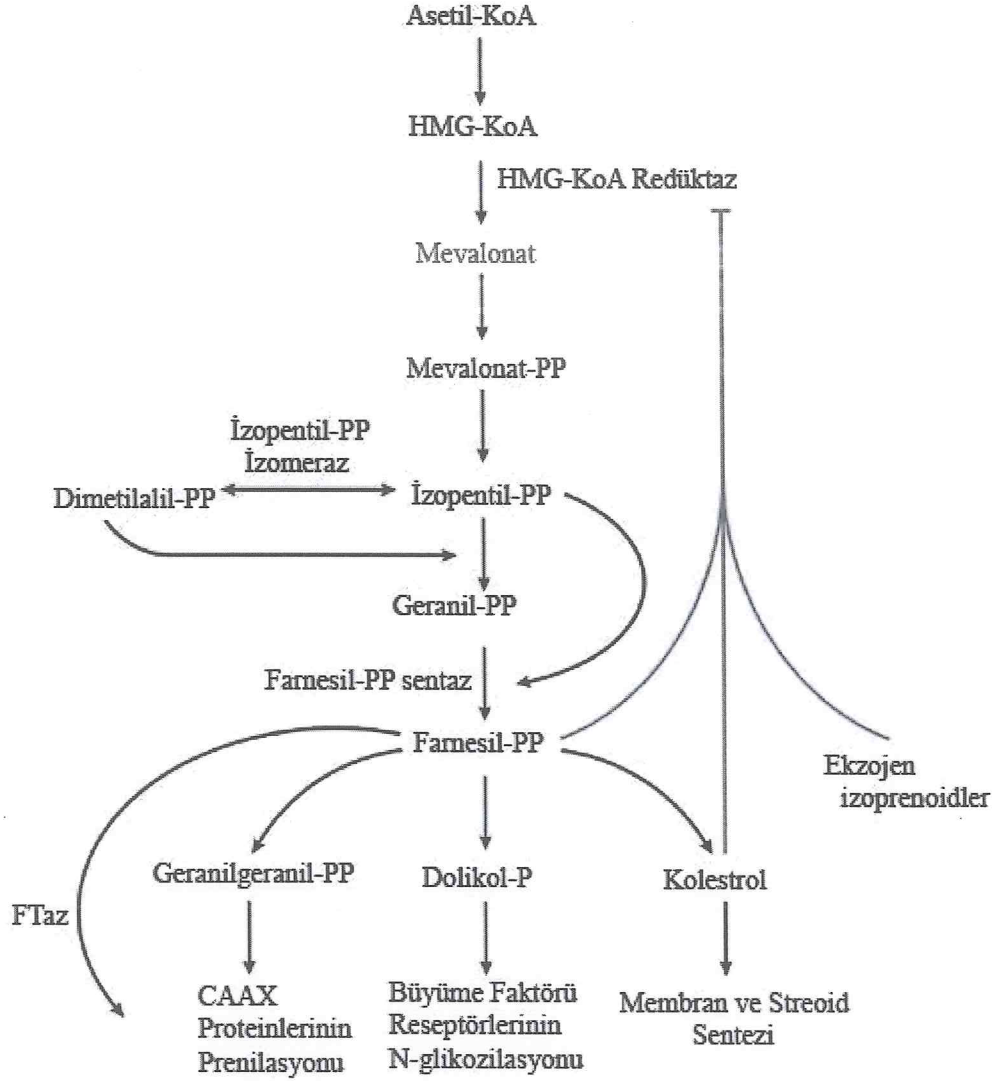 Asetil-KoA
HMG-KoA
HMG-KoA Redüktaz
Mevalonat
Mevalonat-PP
İzopentil-PP
İzomeraz
Dimetilalil-PP
İzopentil-PP
Geranil-PP
Farnesil-PP sentaz
Farnesil-PP
Ekzojen
izoprenoidler
Geranilgeranil-PP
Dolikol-P
Kolestrol
FTaz
CAAX
Proteinlerinin
Prenilasyonu
Büyüme Faktörü
Reseptörlerinin
N-glikozilasyonu
Membran ve Streoid
Sentezi